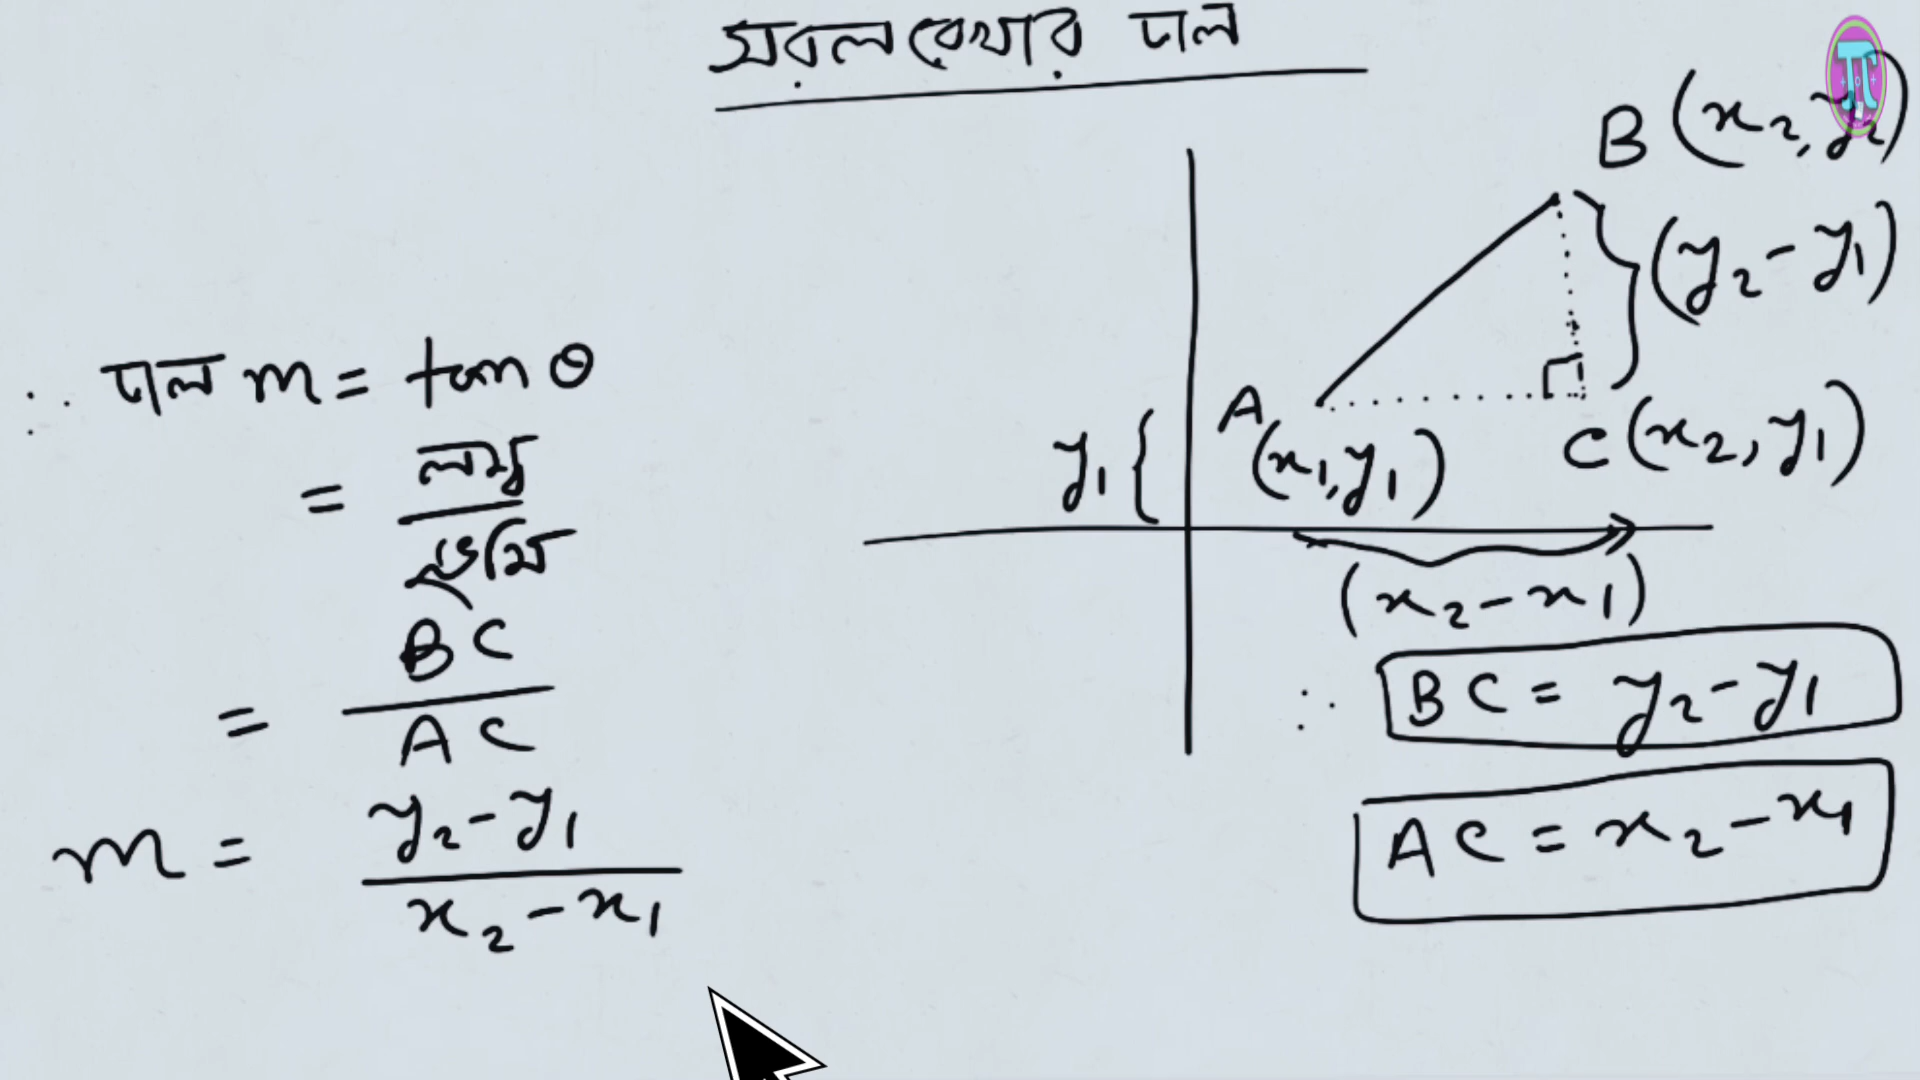 সরলরেখার ঢাল
B (x₂, y₂)
(y₂ - y₁)
A
(x₁, y₁)
C (x₂, y₁)
y₁ {
(x₂ - x₁)
∴ BC = y₂ - y₁
AC = x₂ - x₁
∴ ঢাল m = tan θ
= লম্ব / ভূমি
= BC / AC
m = y₂ - y₁ / x₂ - x₁